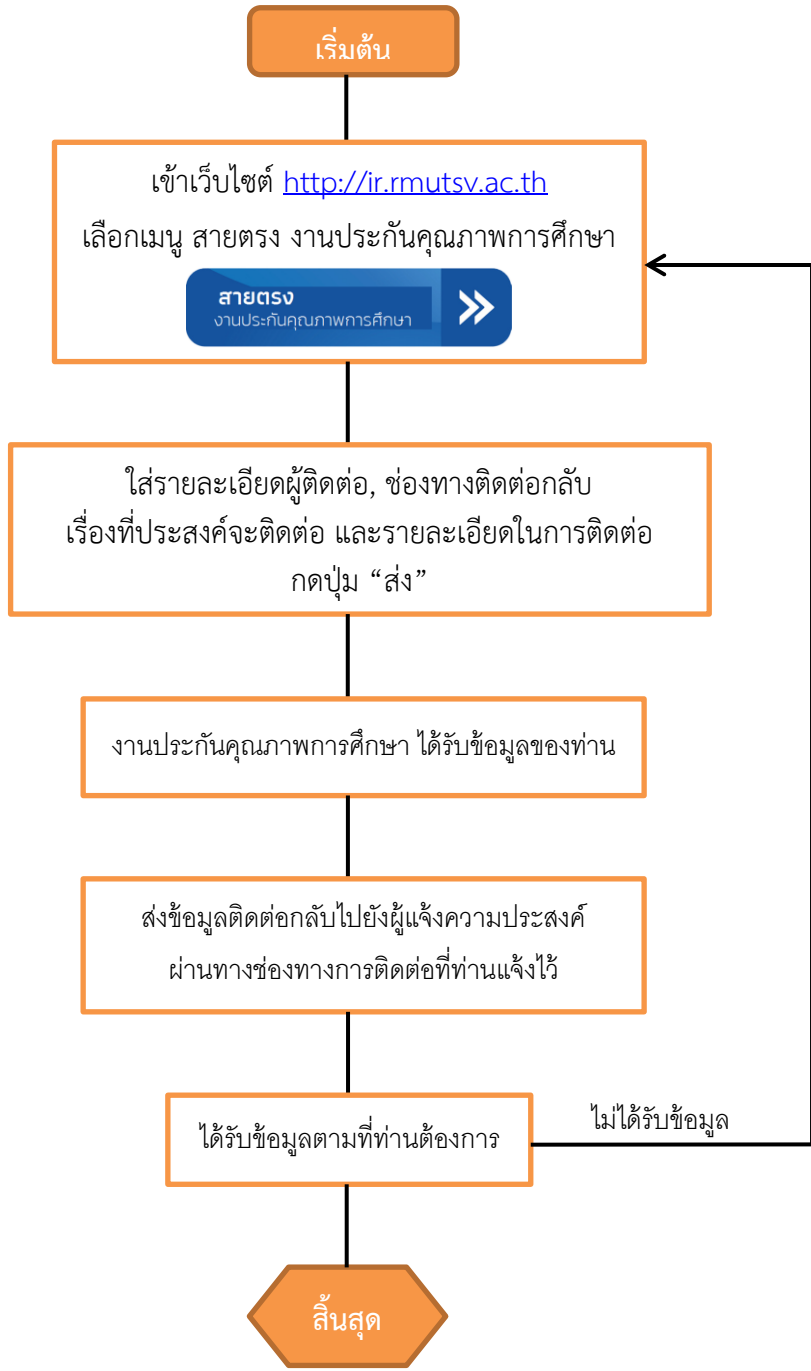 เริ่มต้น
เข้าเว็บไซต์ http://ir.rmutsv.ac.th
เลือกเมนู สายตรง งานประกันคุณภาพการศึกษา
สายตรง
งานประกันคุณภาพการศึกษา
ใส่รายละเอียดผู้ติดต่อ, ช่องทางติดต่อกลับ
เรื่องที่ประสงค์จะติดต่อ และรายละเอียดในการติดต่อ
กดปุ่ม “ส่ง”
งานประกันคุณภาพการศึกษา ได้รับข้อมูลของท่าน
ส่งข้อมูลติดต่อกลับไปยังผู้แจ้งความประสงค์
ผ่านทางช่องทางการติดต่อที่ท่านแจ้งไว้
ได้รับข้อมูลตามที่ท่านต้องการ
ไม่ได้รับข้อมูล
สิ้นสุด